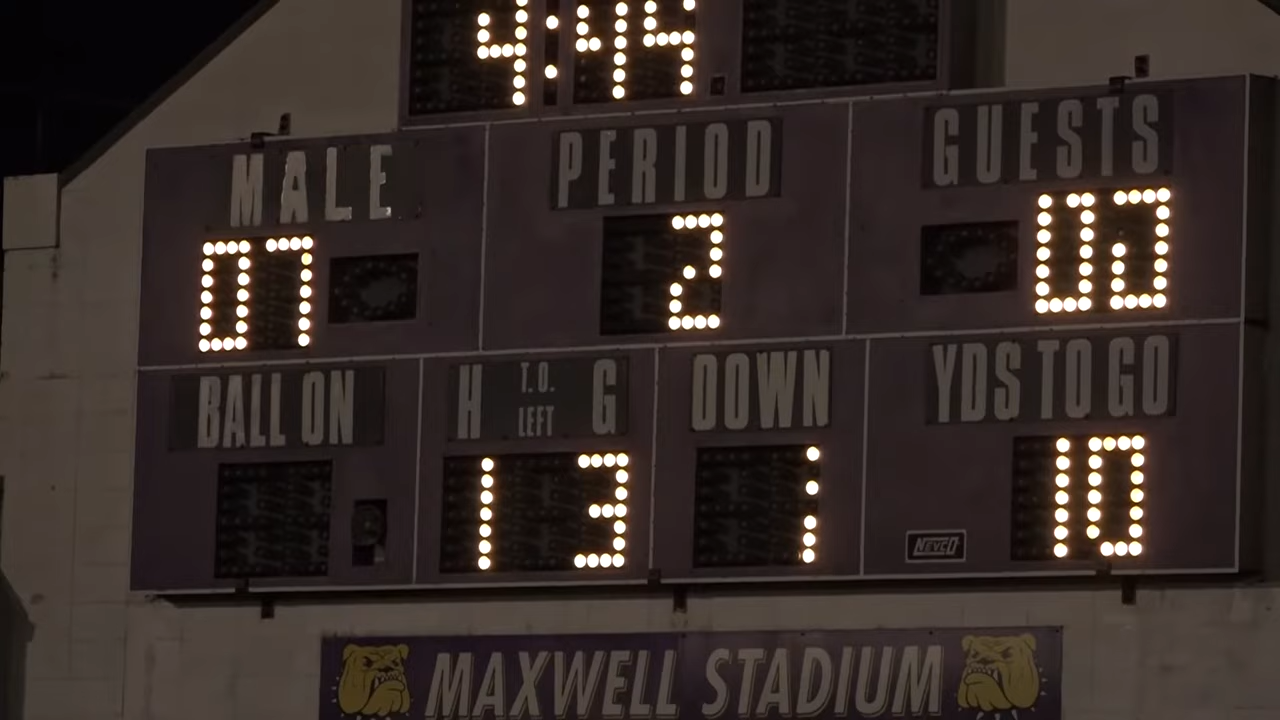 4:44
MALE PERIOD GUESTS
07 2 00
BALL ON H T.O. LEFT G DOWN YDS TO GO
1 3 1 10
NEVCO
MAXWELL STADIUM